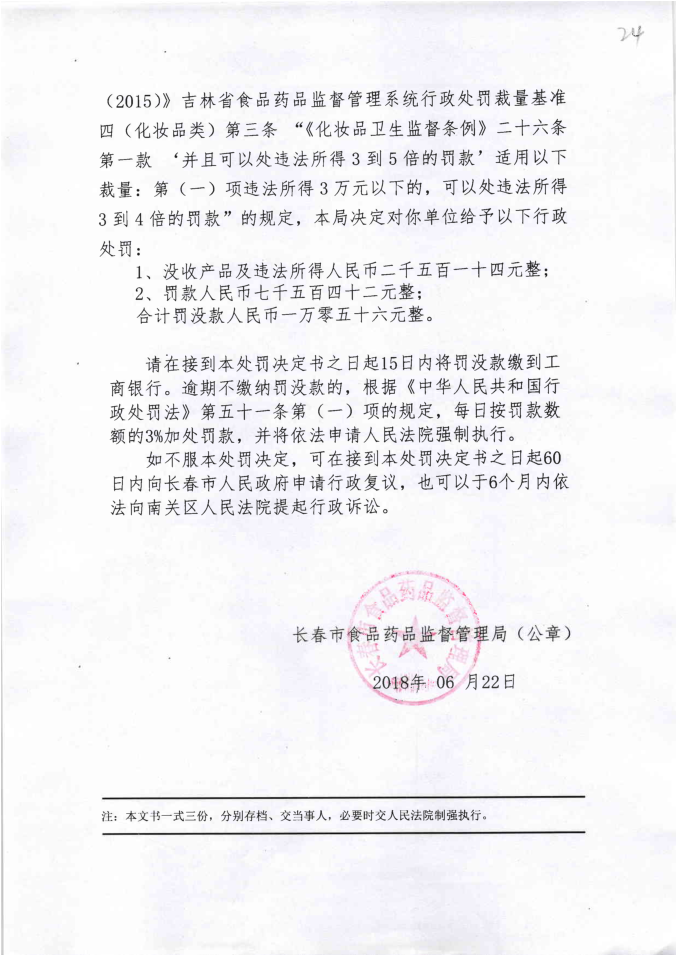 24
（2015）》吉林省食品药品监督管理系统行政处罚裁量基准
四（化妆品类）第三条 “《化妆品卫生监督条例》二十六条
第一款 ‘并且可以处违法所得3到5倍的罚款’适用以下
裁量：第（一）项违法所得3万元以下的，可以处违法所得
3到4倍的罚款”的规定，本局决定对你单位给予以下行政
处罚：
1、没收产品及违法所得人民币二千五百一十四元整；
2、罚款人民币七千五百四十二元整；
合计罚没款人民币一万零五十六元整。
请在接到本处罚决定书之日起15日内将罚没款缴到工
商银行。逾期不缴纳罚没款的，根据《中华人民共和国行
政处罚法》第五十一条第（一）项的规定，每日按罚款数
额的3%加处罚款，并将依法申请人民法院强制执行。
如不服本处罚决定，可在接到本处罚决定书之日起60
日内向长春市人民政府申请行政复议，也可以于6个月内依
法向南关区人民法院提起行政诉讼。
长春市食品药品监督管理局
长春市食品药品监督管理局（公章）
2018年 06 月22日
注：本文书一式三份，分别存档、交当事人，必要时交人民法院制强执行。